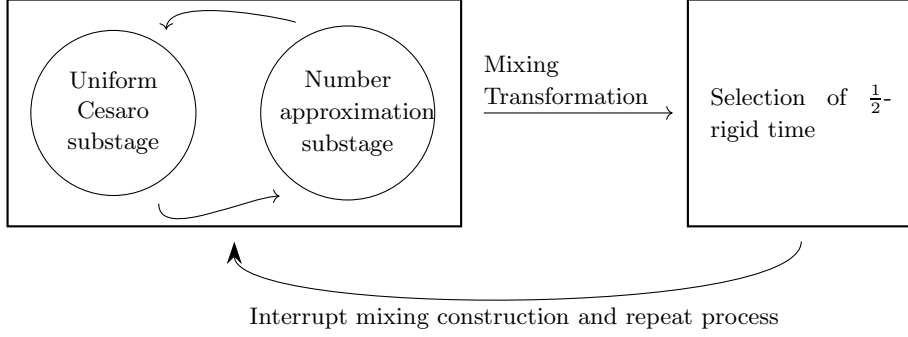 Uniform
Cesaro
substage
Number
approximation
substage
Mixing
Transformation
Selection of $\frac{1}{2}$-
rigid time
Interrupt mixing construction and repeat process